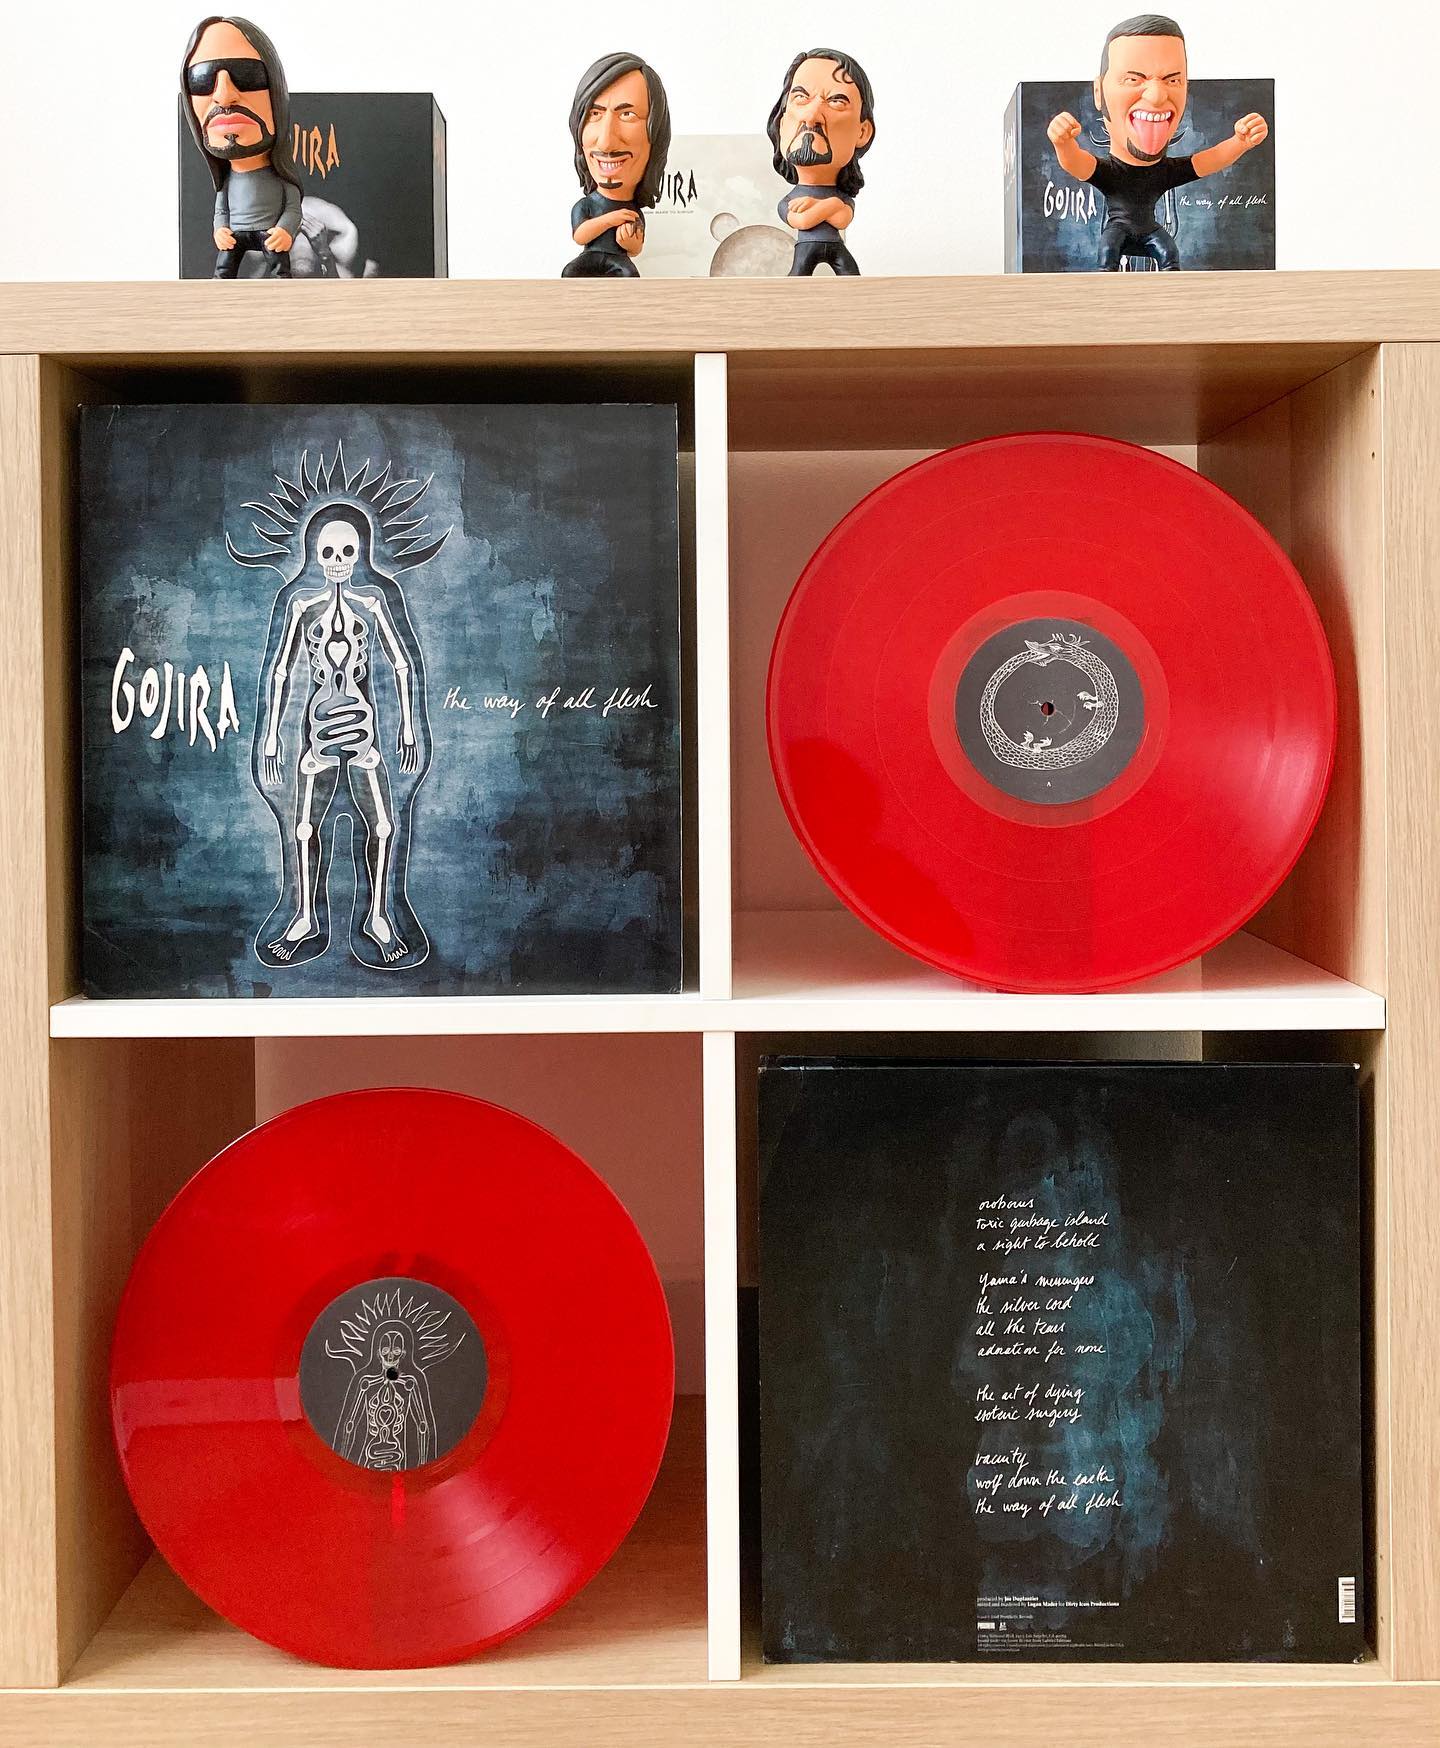 GOJIRA
GOJIRA
the way of all flesh
GOJIRA
the way of all flesh
A
oroborus
toxic garbage island
a sight to behold
yama's messengers
the silver cord
all the tears
adoration for none
the art of dying
esoteric surgery
vacuity
wolf down the earth
the way of all flesh
produced by Joe Duplantier
mixed and mastered by Logan Mader for Dirty Icon Productions